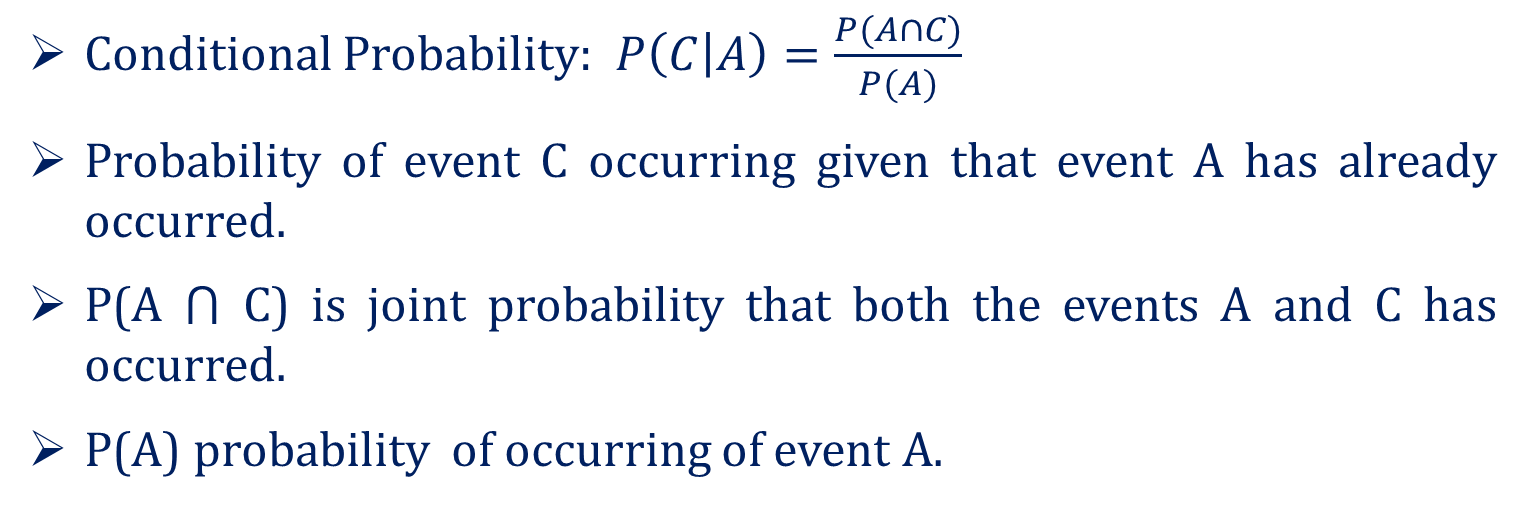 ➢ Conditional Probability: P(C|A) = P(A∩C) / P(A)
➢ Probability of event C occurring given that event A has already
occurred.
➢ P(A ∩ C) is joint probability that both the events A and C has
occurred.
➢ P(A) probability of occurring of event A.